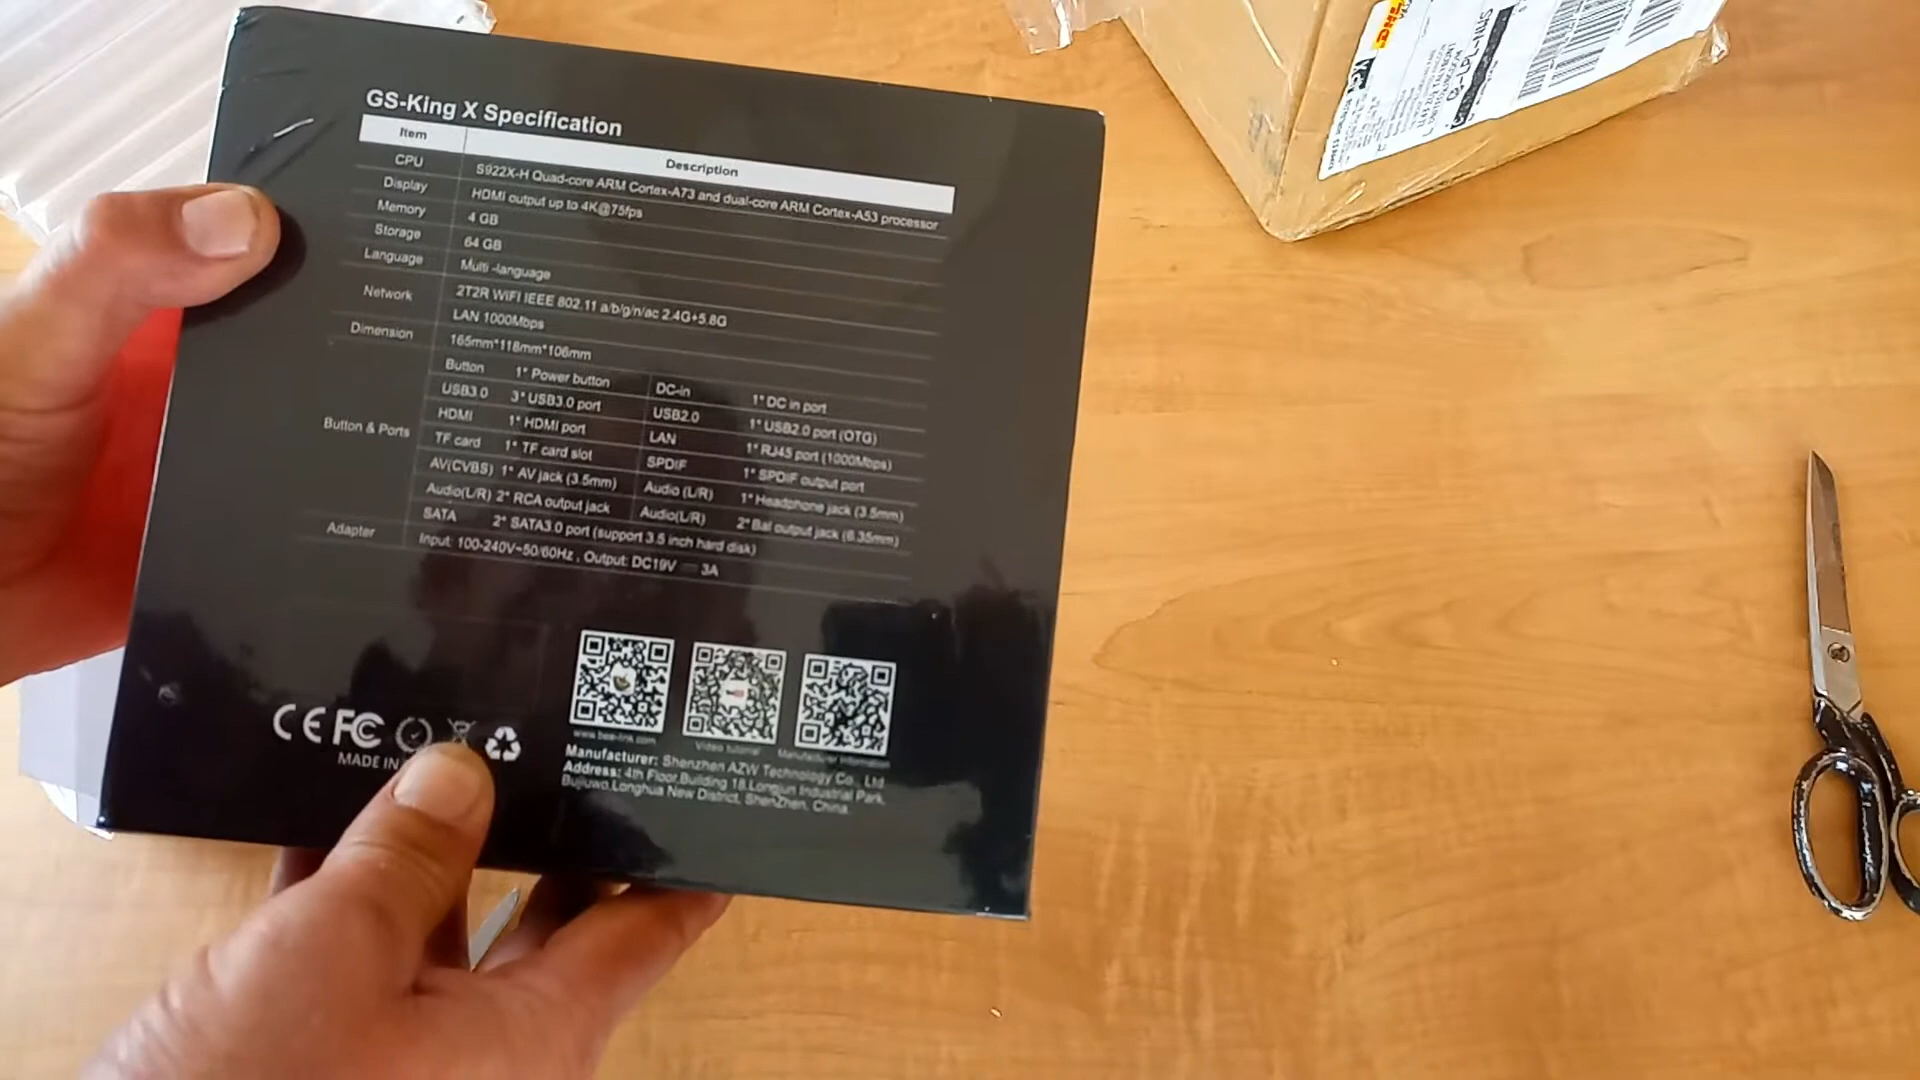 GS-King X Specification
Item Description
CPU S922X-H Quad-core ARM Cortex-A73 and dual-core ARM Cortex-A53 processor
Display HDMI output up to 4K@75fps
Memory 4 GB
Storage 64 GB
Language Multi -language
Network 2T2R WiFi IEEE 802.11 a/b/g/n/ac 2.4G+5.8G
LAN 1000Mbps
Dimension 165mm*118mm*106mm
Button & Ports
Button 1* Power button DC-in 1* DC in port
USB3.0 3* USB3.0 port USB2.0 1* USB2.0 port (OTG)
HDMI 1* HDMI port LAN 1* RJ45 port (1000Mbps)
TF card 1* TF card slot SPDIF 1* SPDIF output port
AV(CVBS) 1* AV jack (3.5mm) Audio (L/R) 1* Headphone jack (3.5mm)
Audio(L/R) 2* RCA output jack Audio(L/R) 2* Bal output jack (6.35mm)
SATA 2* SATA3.0 port (support 3.5 inch hard disk)
Adapter Input: 100-240V~50/60Hz , Output: DC19V ⎓ 3A
CE FC
MADE IN
www.bee-link.com Video tutorial Manufacturer information
Manufacturer: Shenzhen AZW Technology Co., Ltd
Address: 4th Floor,Building 18,Longjun Industrial Park,
Bujiuwo,Longhua New District, ShenZhen, China.
DHL